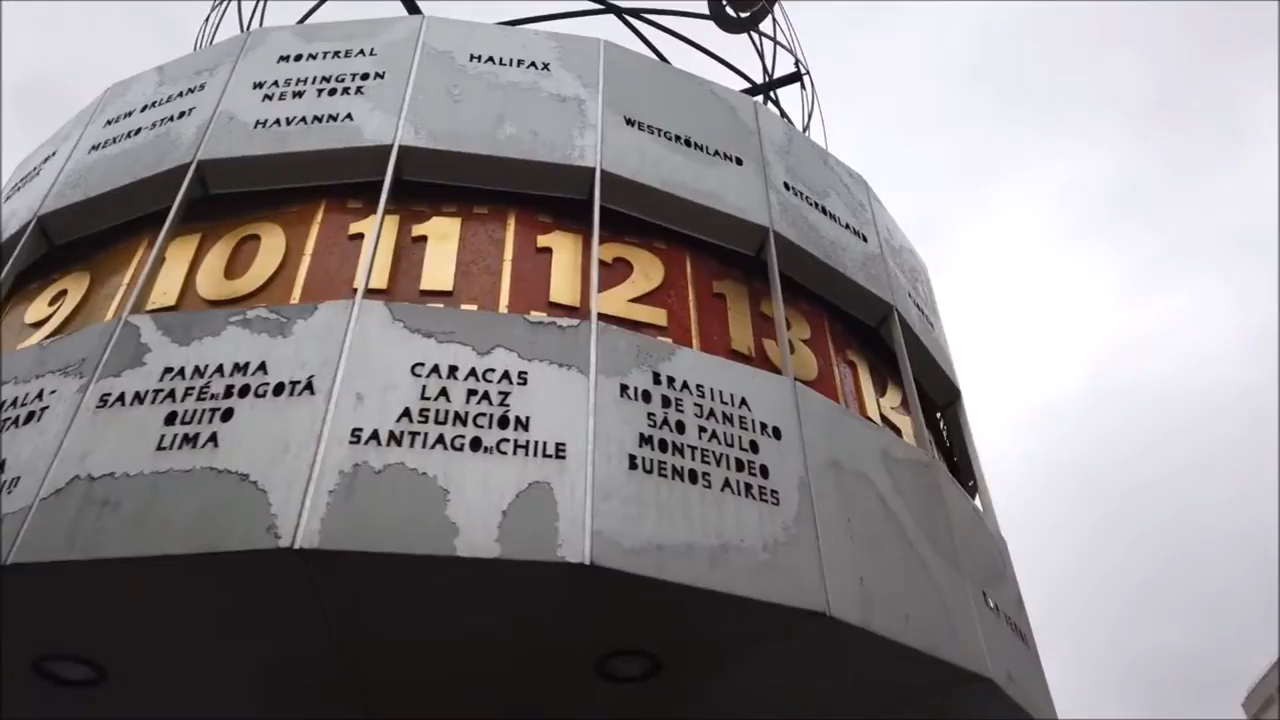 NEW ORLEANS
MEXIKO-STADT
MONTREAL
WASHINGTON
NEW YORK
HAVANNA
HALIFAX
WESTGRÖNLAND
OSTGRÖNLAND
9
10
11
12
13
14
PANAMA
SANTAFÉ DE BOGOTÁ
QUITO
LIMA
CARACAS
LA PAZ
ASUNCIÓN
SANTIAGO DE CHILE
BRASILIA
RIO DE JANEIRO
SÃO PAULO
MONTEVIDEO
BUENOS AIRES